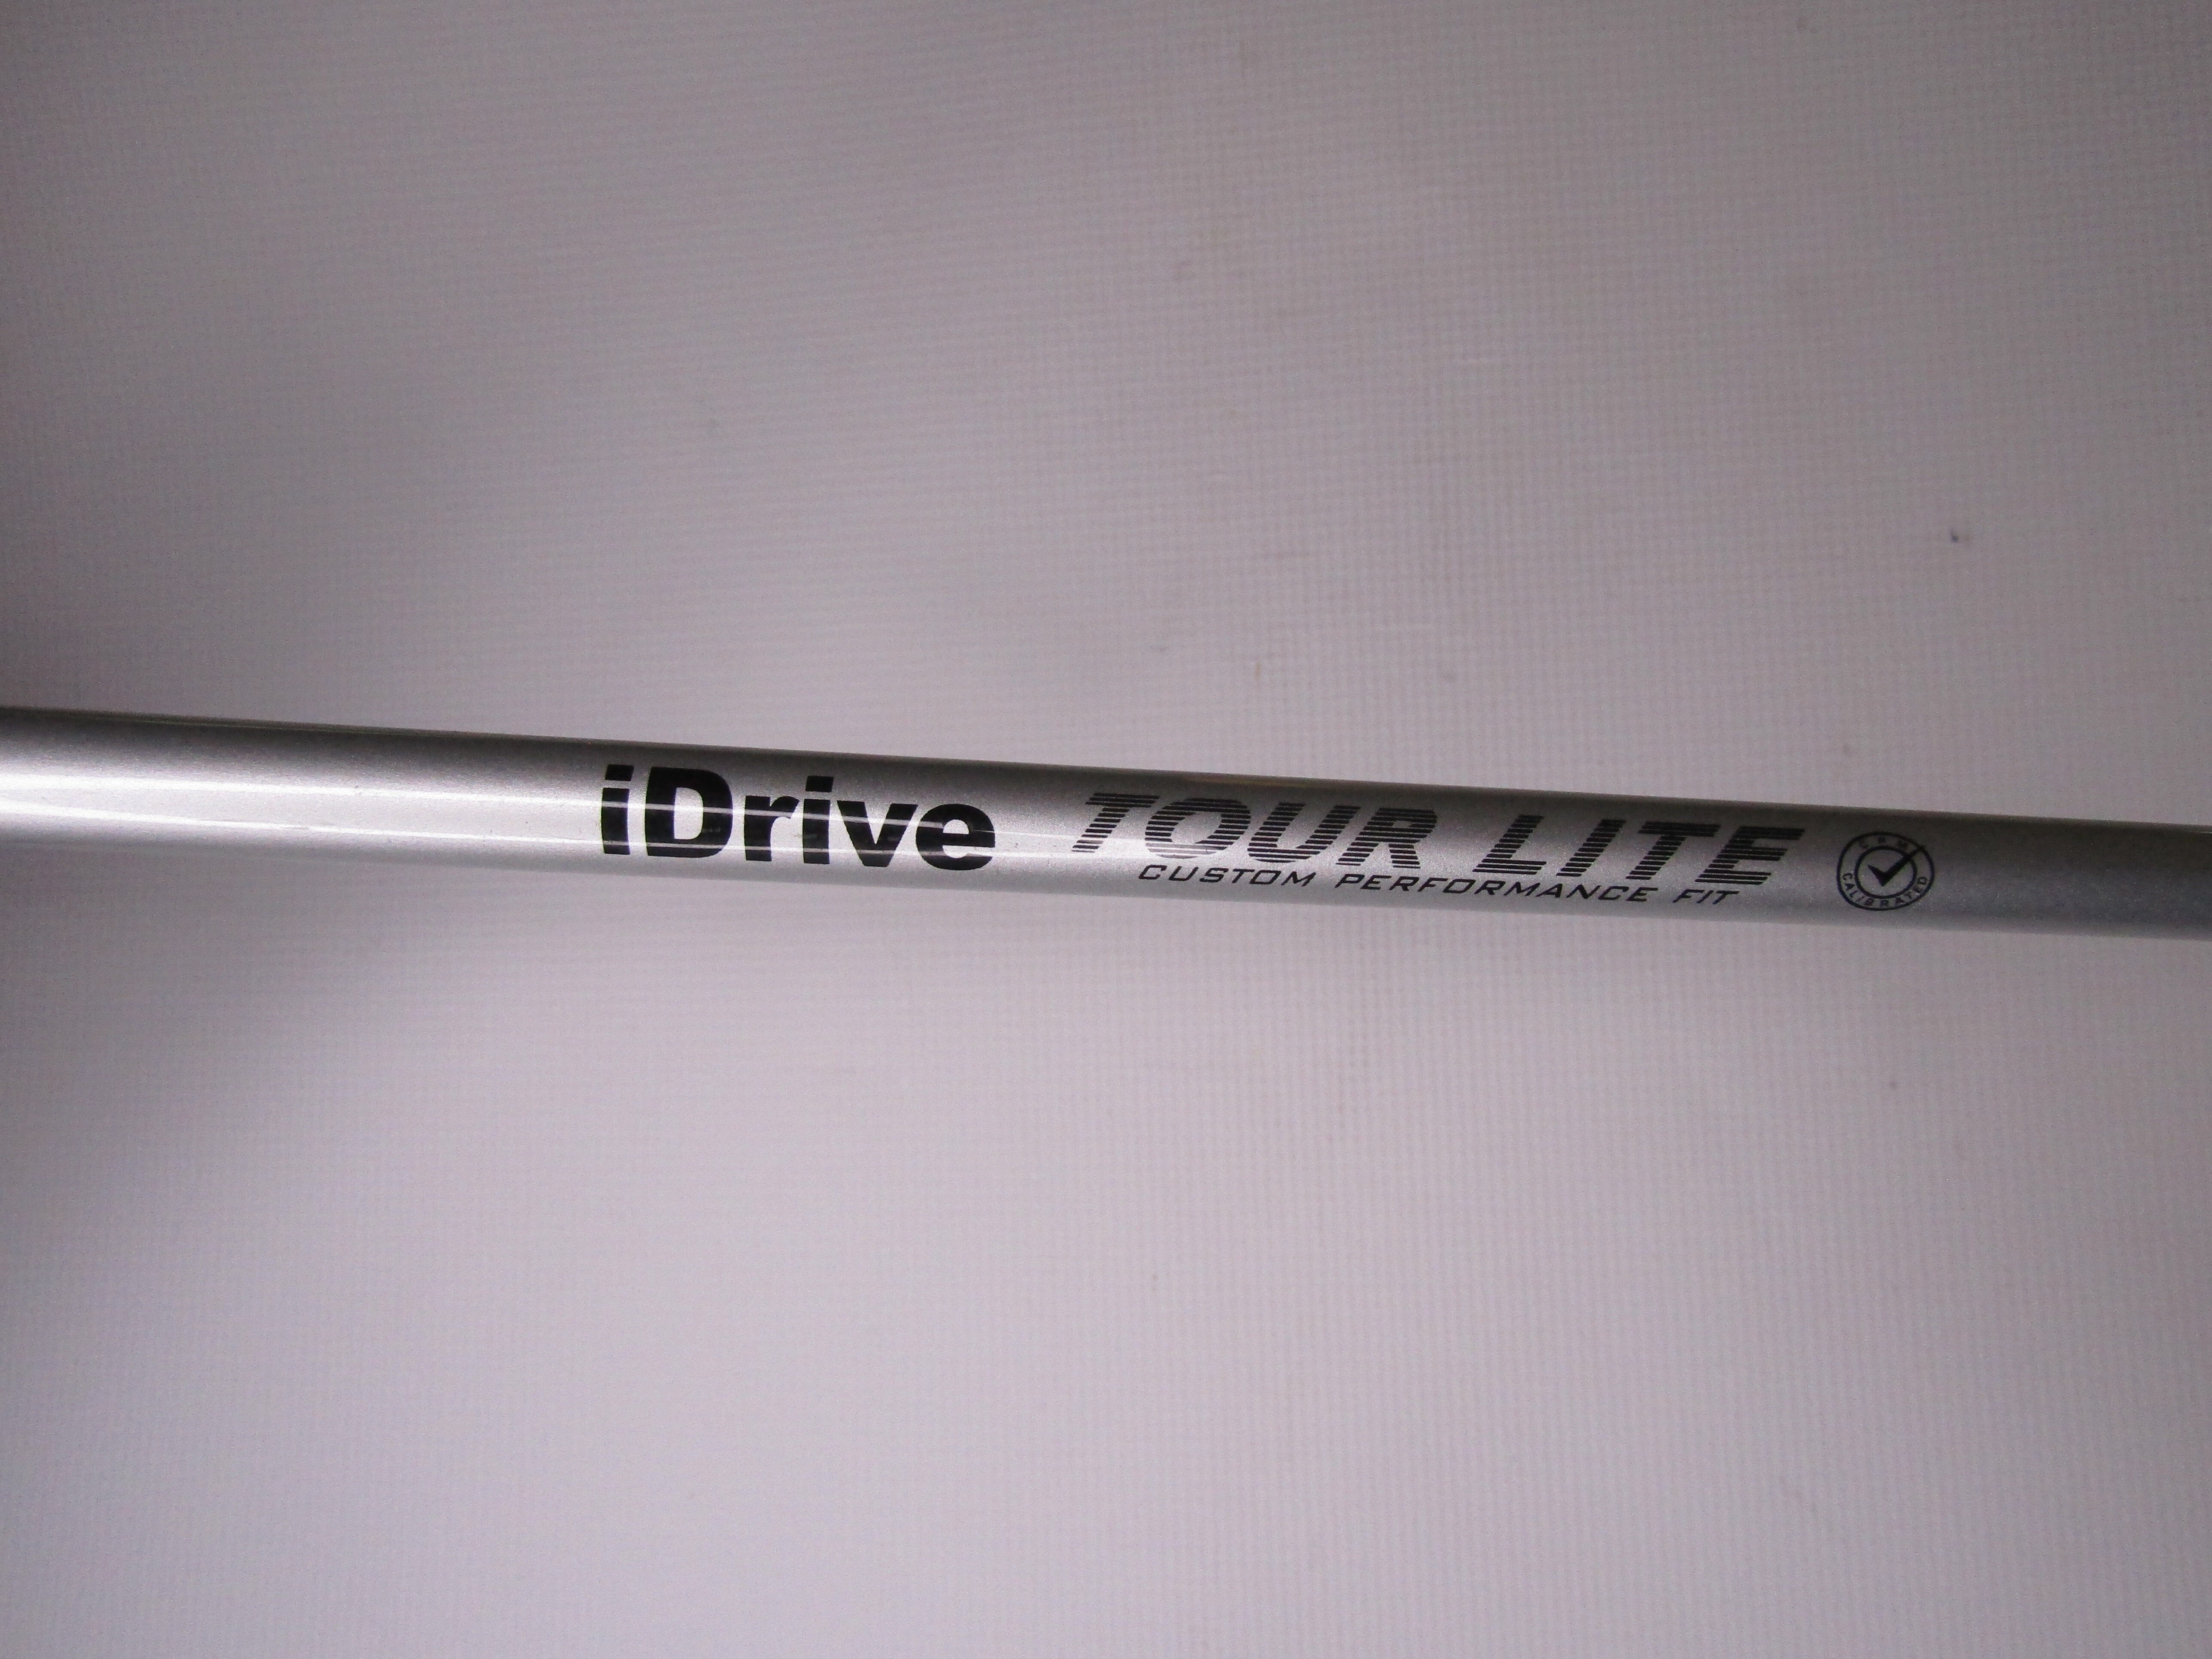 iDrive TOUR LITE
CUSTOM PERFORMANCE FIT
CALIBRATED